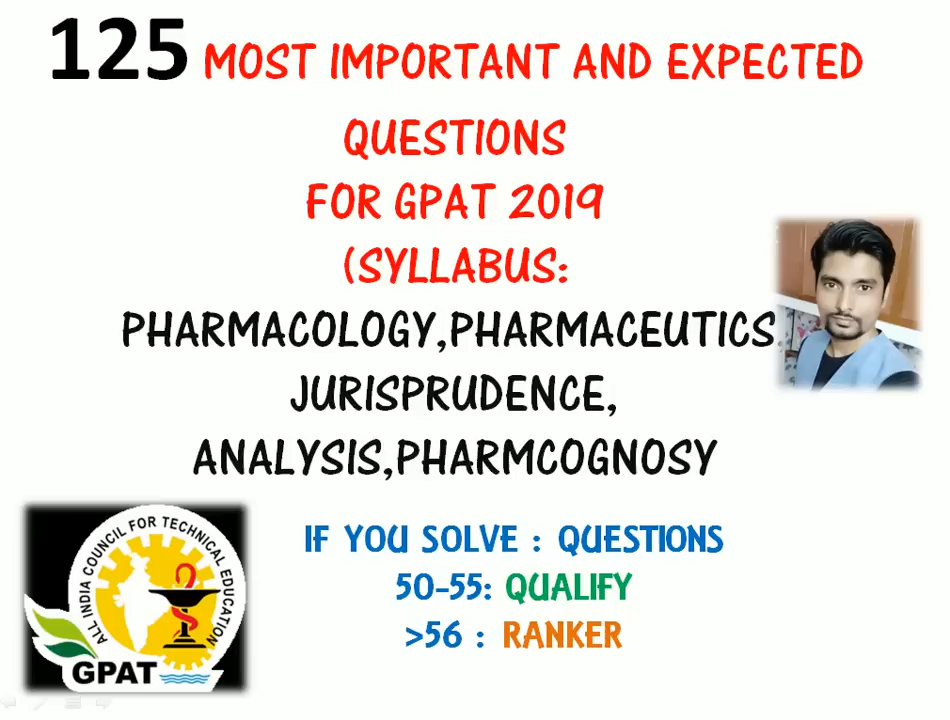 125 MOST IMPORTANT AND EXPECTED
QUESTIONS
FOR GPAT 2019
(SYLLABUS:
PHARMACOLOGY,PHARMACEUTICS
JURISPRUDENCE,
ANALYSIS,PHARMCOGNOSY
IF YOU SOLVE : QUESTIONS
50-55: QUALIFY
>56 : RANKER
ALL INDIA COUNCIL FOR TECHNICAL EDUCATION
GPAT